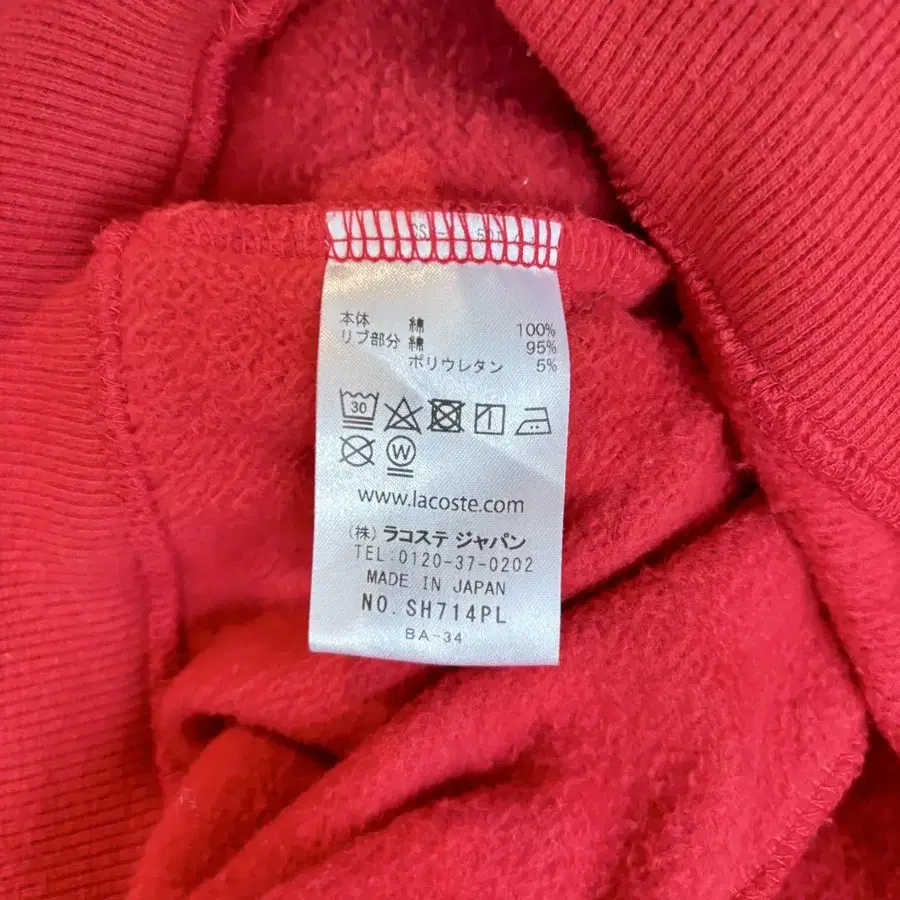 本体 綿 100%
リブ部分 綿 95%
ポリウレタン 5%
30
W
www.lacoste.com
(株) ラコステ ジャパン
TEL:0120-37-0202
MADE IN JAPAN
NO. SH714PL
BA-34